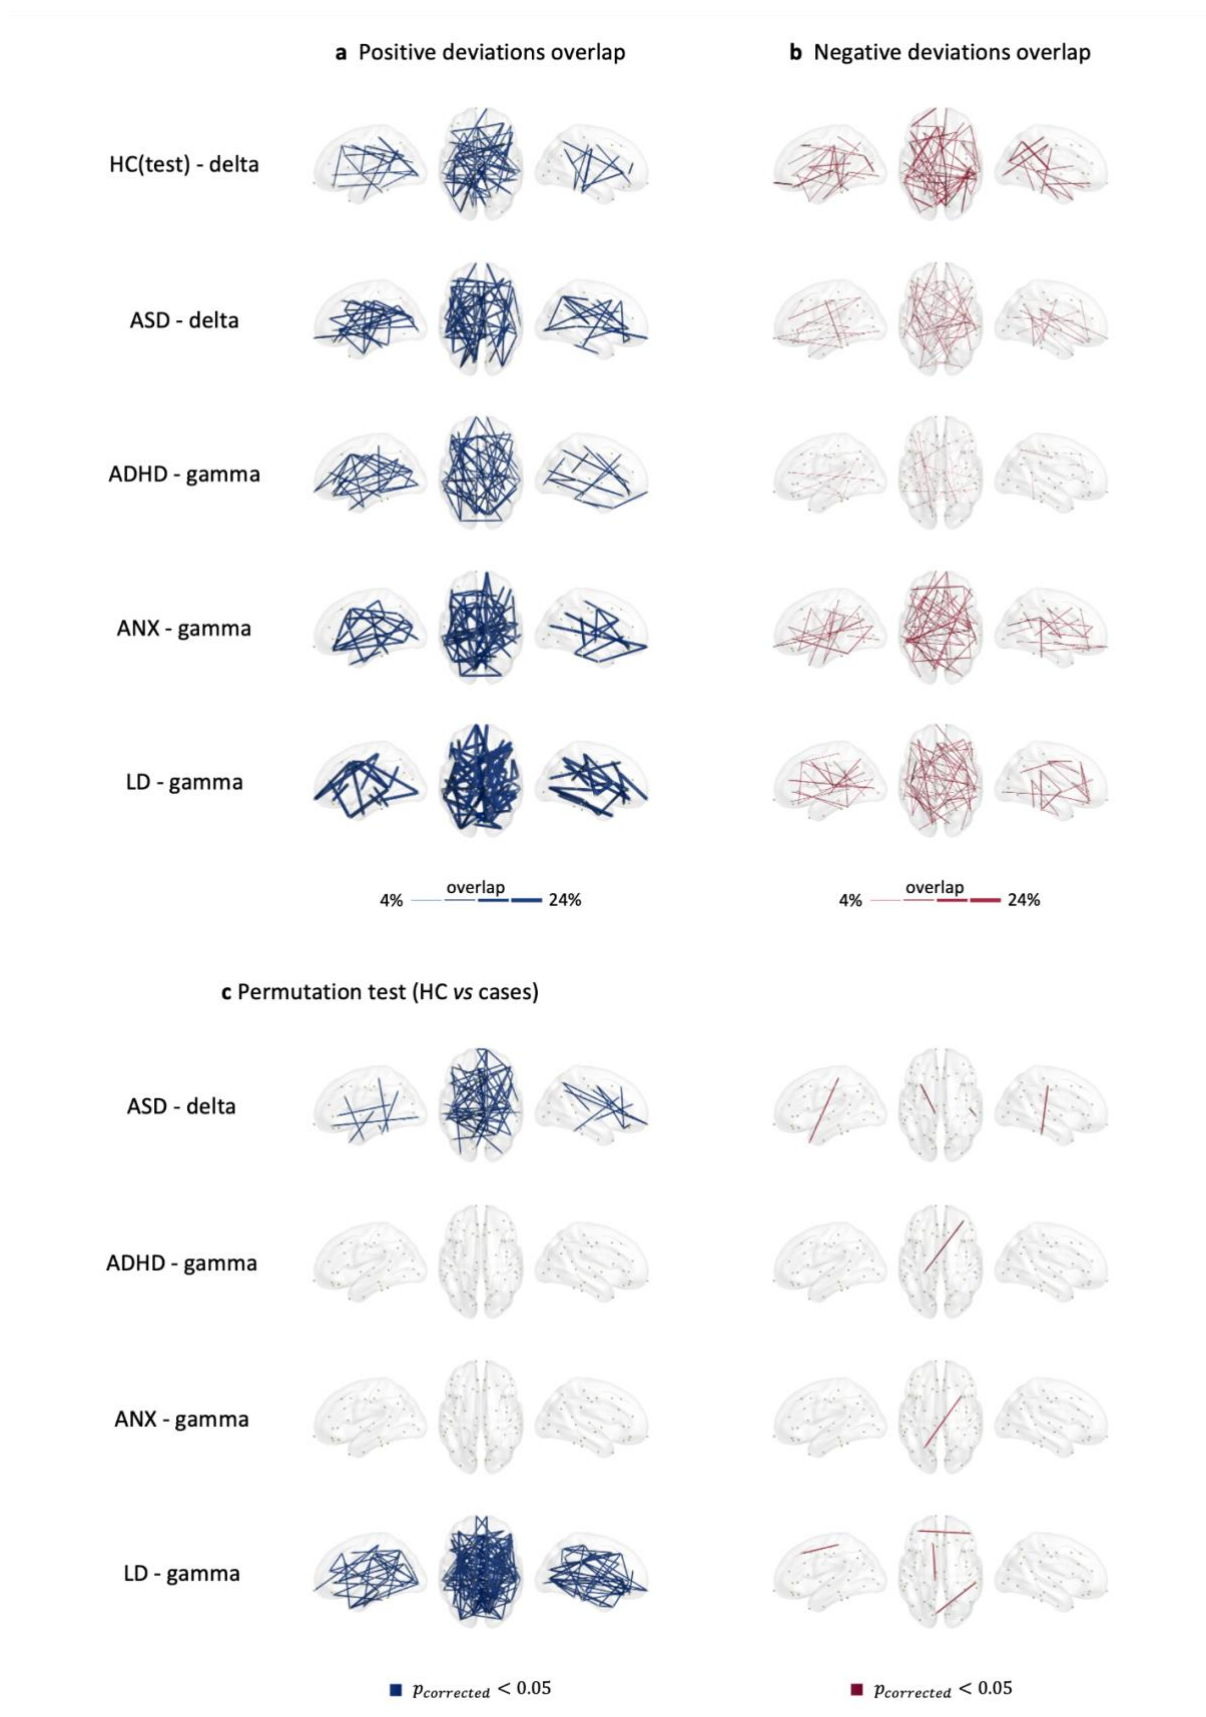 a Positive deviations overlap
b Negative deviations overlap
HC(test) - delta
ASD - delta
ADHD - gamma
ANX - gamma
LD - gamma
4% overlap 24%
4% overlap 24%
c Permutation test (HC vs cases)
ASD - delta
ADHD - gamma
ANX - gamma
LD - gamma
p_corrected < 0.05
p_corrected < 0.05